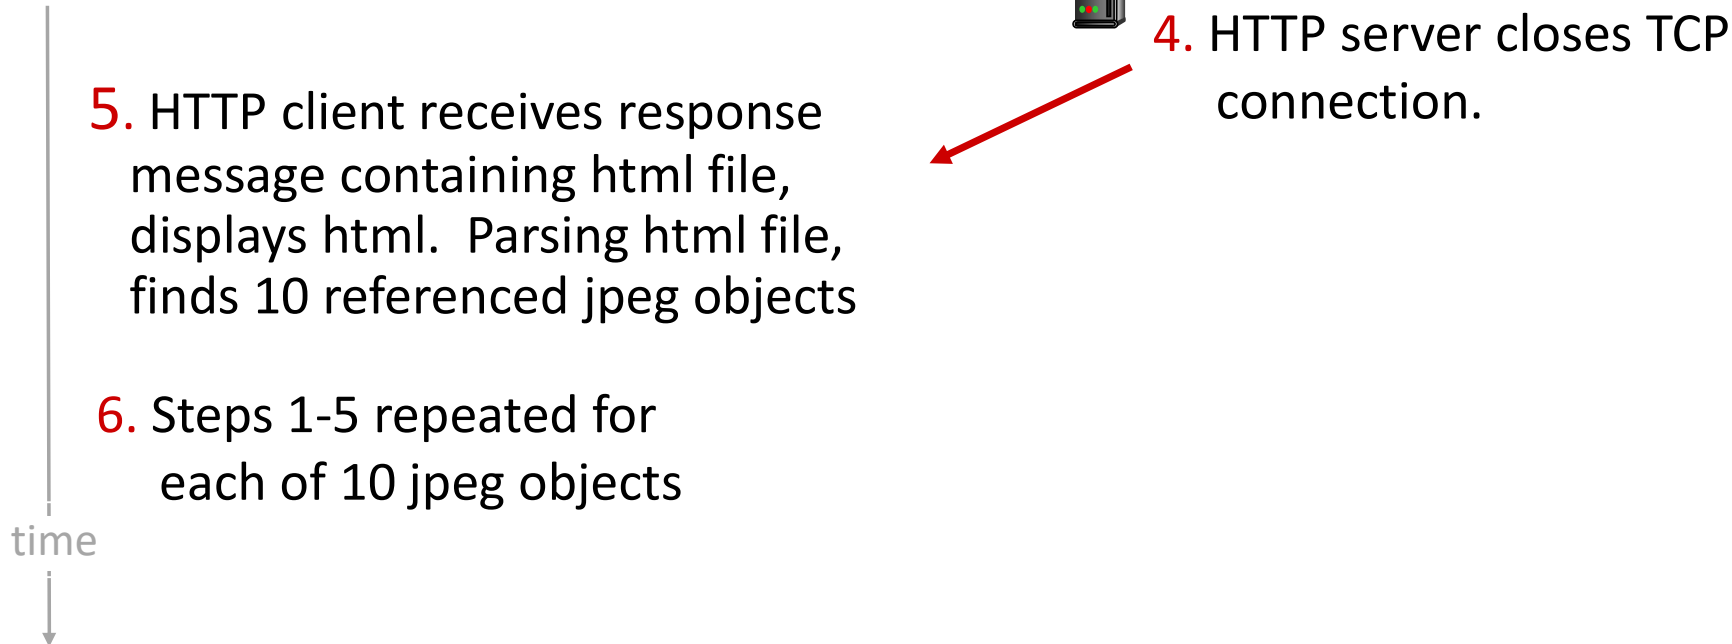 4. HTTP server closes TCP
connection.
5. HTTP client receives response
message containing html file,
displays html.  Parsing html file,
finds 10 referenced jpeg objects
6. Steps 1-5 repeated for
each of 10 jpeg objects
time